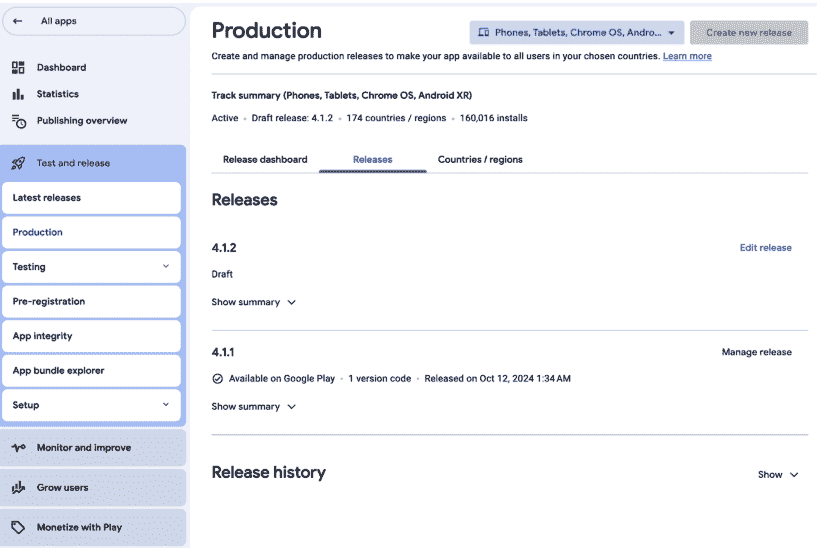 All apps
Dashboard
Statistics
Publishing overview
Test and release
Latest releases
Production
Testing
Pre-registration
App integrity
App bundle explorer
Setup
Monitor and improve
Grow users
Monetize with Play
Production
Phones, Tablets, Chrome OS, Andro...
Create new release
Create and manage production releases to make your app available to all users in your chosen countries. Learn more
Track summary (Phones, Tablets, Chrome OS, Android XR)
Active • Draft release: 4.1.2 • 174 countries / regions • 160,016 installs
Release dashboard
Releases
Countries / regions
Releases
4.1.2
Edit release
Draft
Show summary
4.1.1
Manage release
Available on Google Play • 1 version code • Released on Oct 12, 2024 1:34 AM
Show summary
Release history
Show